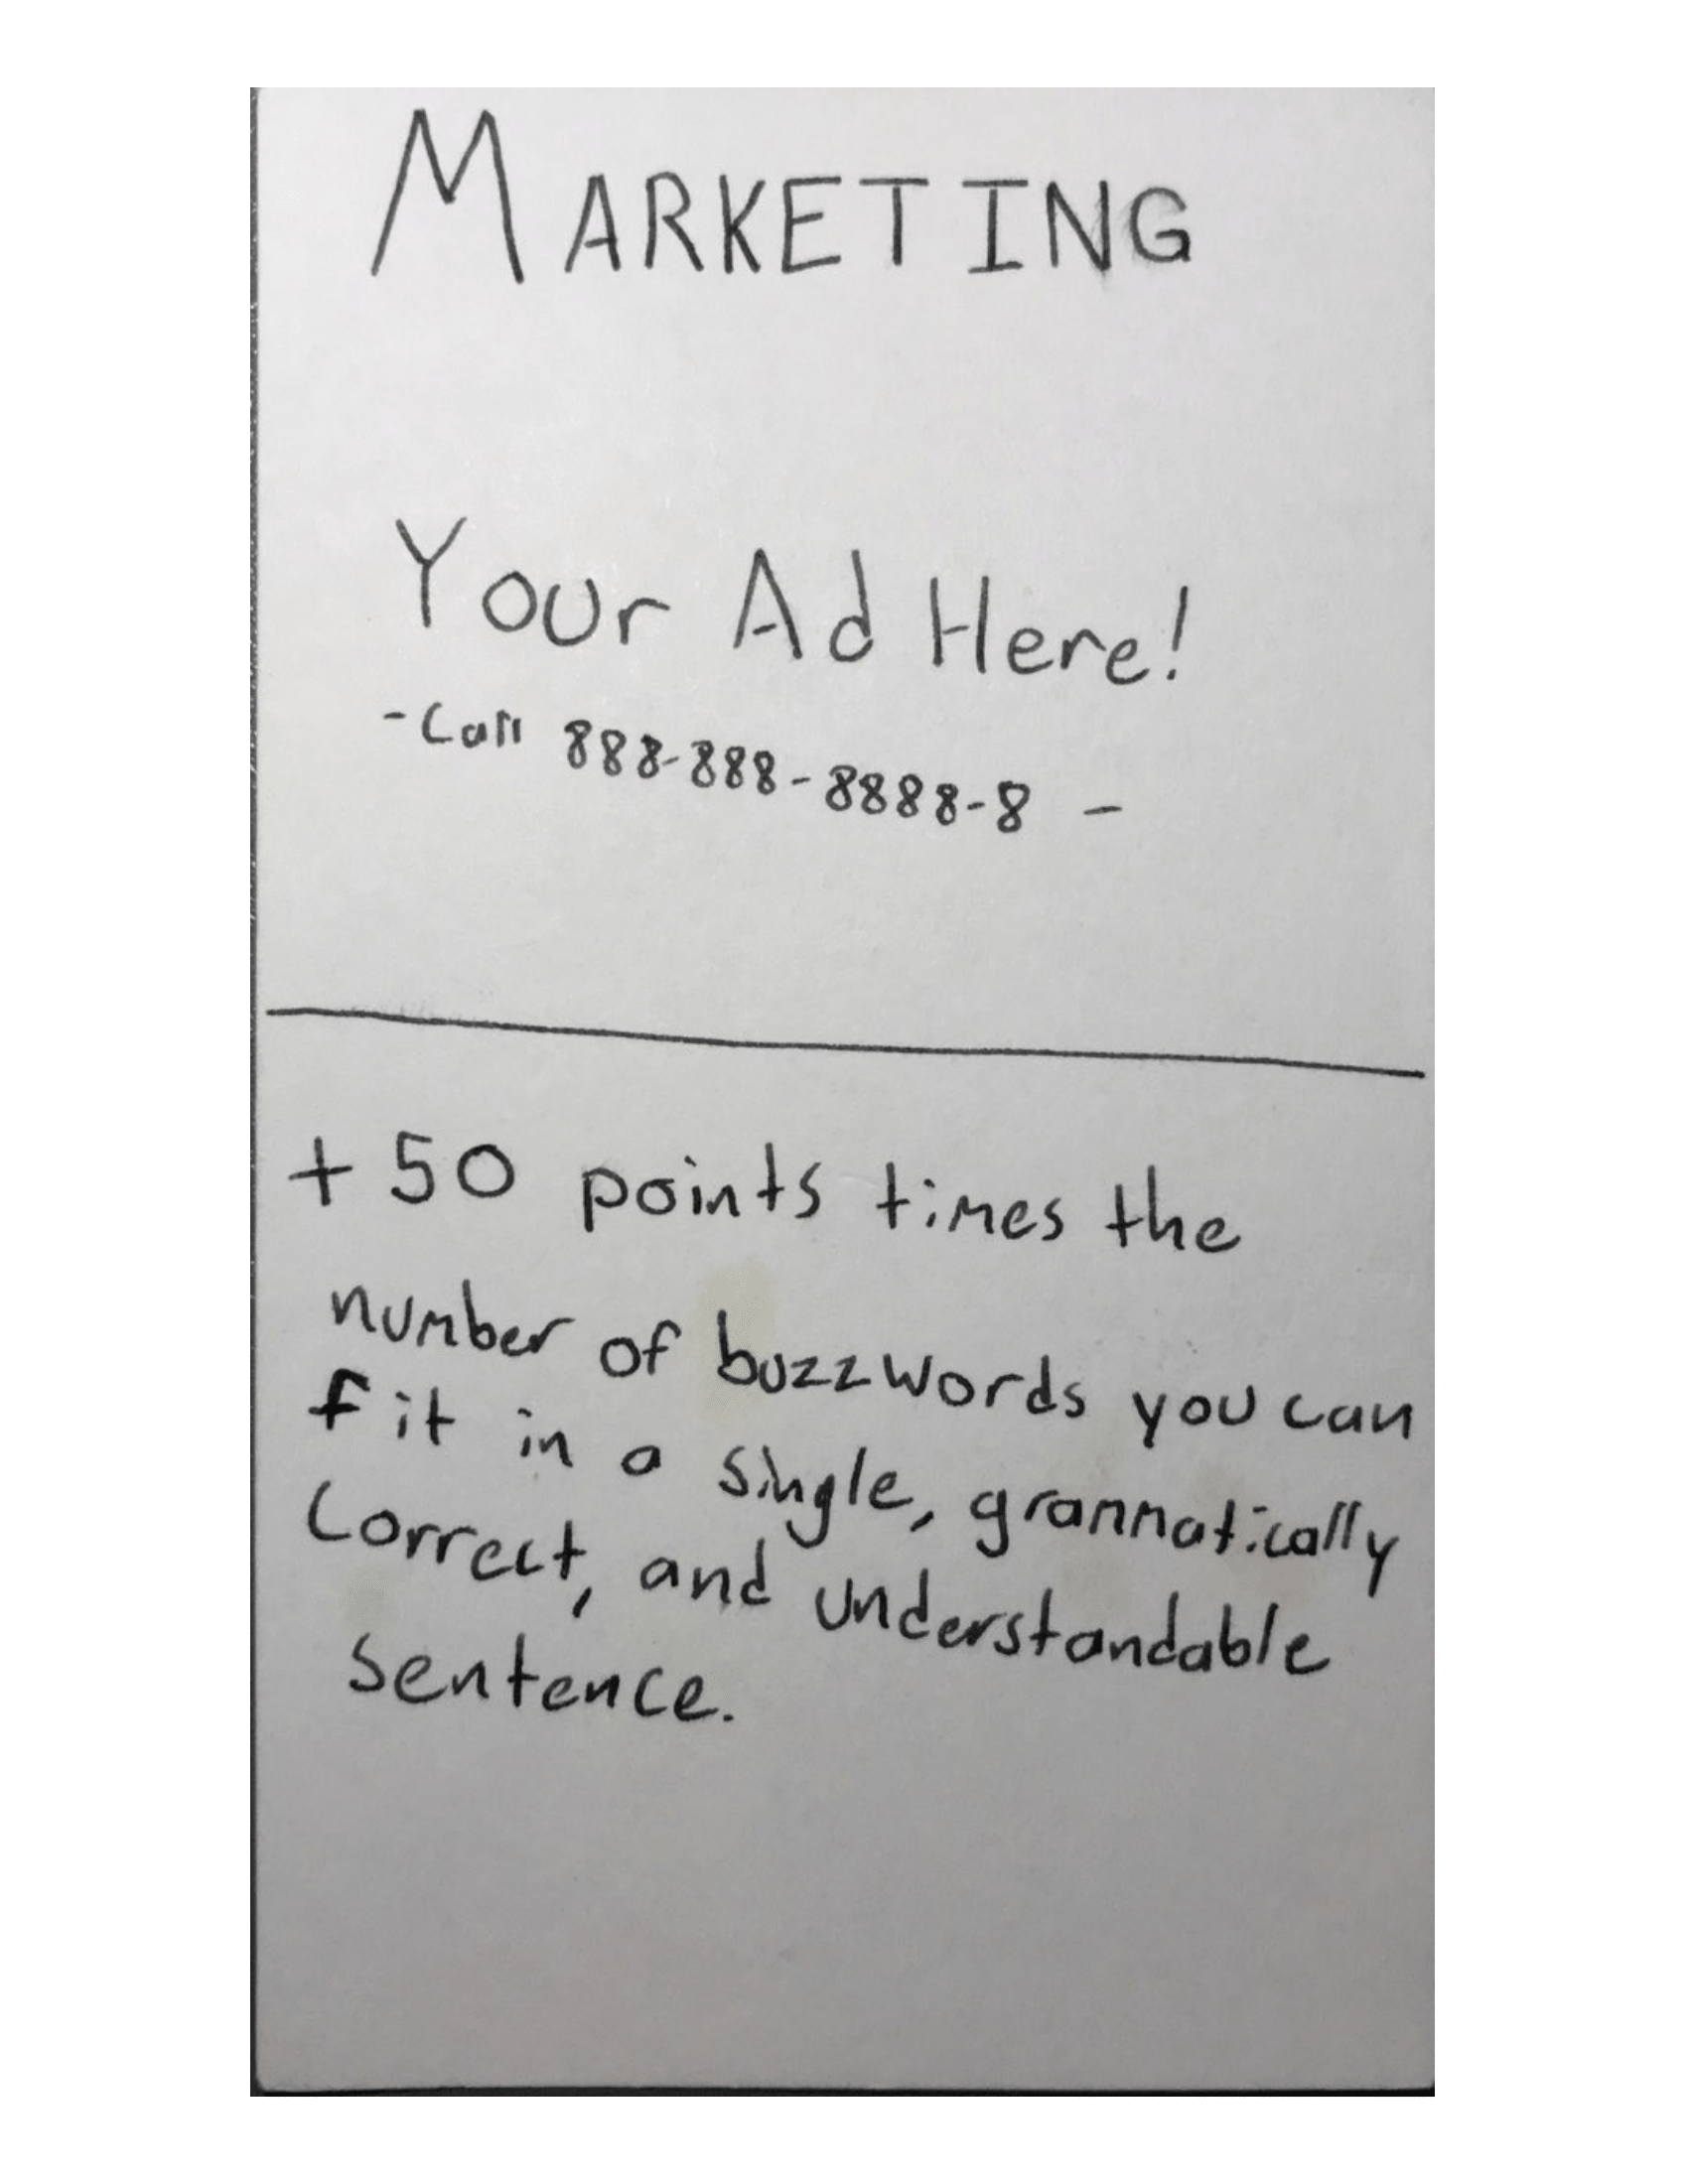 MARKETING
Your Ad Here!
-Call 888-888-8888-8 -
+ 50 points times the
number of buzzwords you can
fit in a single, grammatically
Correct, and understandable
sentence.